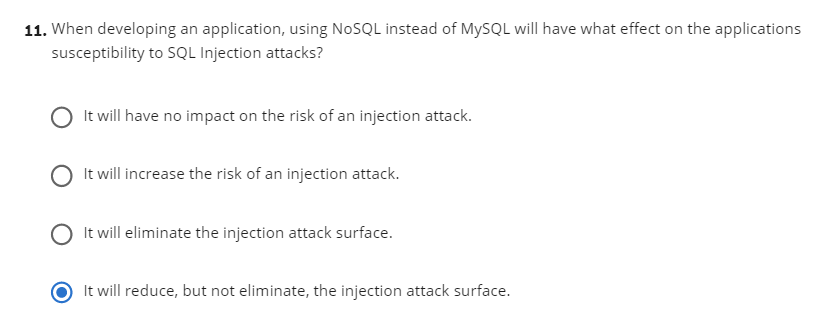 11. When developing an application, using NoSQL instead of MySQL will have what effect on the applications
susceptibility to SQL Injection attacks?
It will have no impact on the risk of an injection attack.
It will increase the risk of an injection attack.
It will eliminate the injection attack surface.
It will reduce, but not eliminate, the injection attack surface.